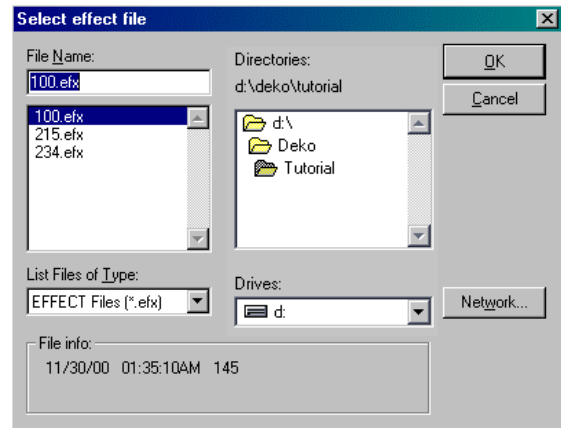 Select effect file
File Name:
100.efx
100.efx
215.efx
234.efx
List Files of Type:
EFFECT Files (*.efx)
Directories:
d:\deko\tutorial
d:\
Deko
Tutorial
Drives:
d:
OK
Cancel
Network...
File info:
11/30/00 01:35:10AM 145